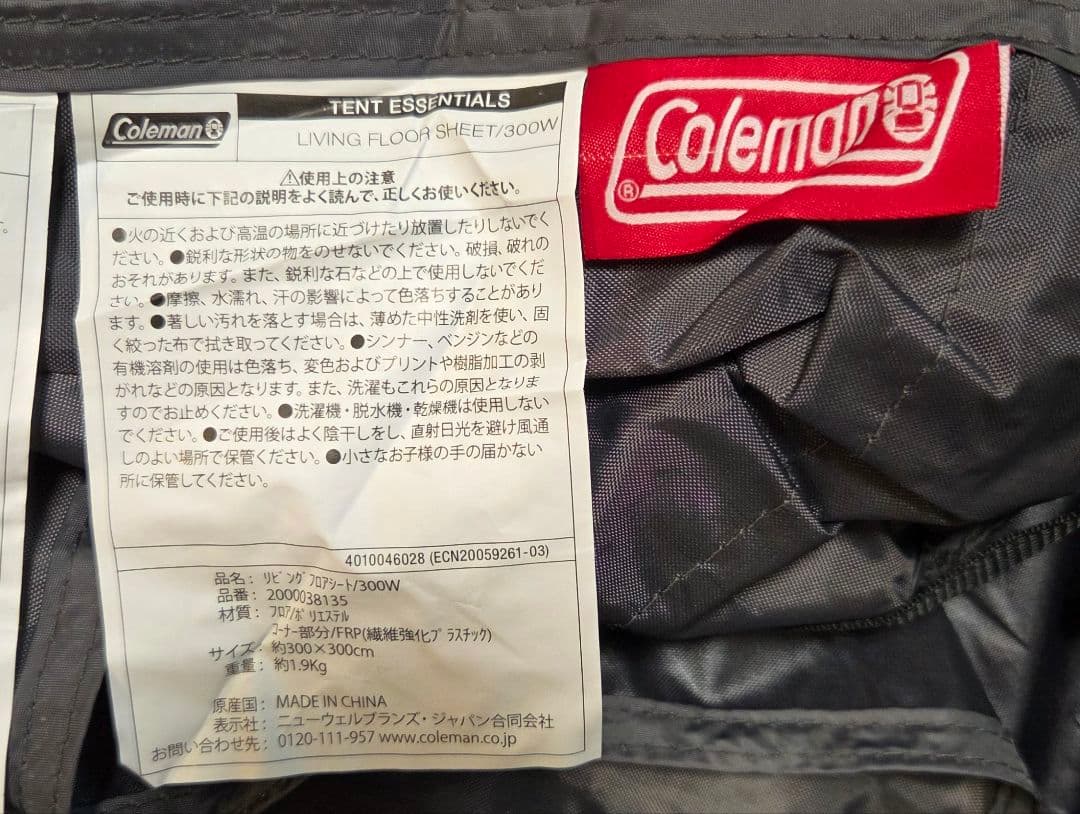 Coleman
TENT ESSENTIALS
LIVING FLOOR SHEET/300W
⚠使用上の注意
ご使用時に下記の説明をよく読んで、正しくお使いください。
●火の近くおよび高温の場所に近づけたり放置したりしないでく
ださい。●鋭利な形状の物をのせないでください。破損、破れの
おそれがあります。また、鋭利な石などの上で使用しないでくだ
さい。●摩擦、水濡れ、汗の影響によって色落ちすることがあり
ます。●著しい汚れを落とす場合は、薄めた中性洗剤を使い、固
く絞った布で拭き取ってください。●シンナー、ベンジンなどの
有機溶剤の使用は色落ち、変色およびプリントや樹脂加工の剥
がれなどの原因となります。また、洗濯もこれらの原因となりま
すのでお止めください。●洗濯機・脱水機・乾燥機は使用しない
でください。●ご使用後はよく陰干しをし、直射日光を避け風通
しのよい場所で保管ください。●小さなお子様の手の届かない
所に保管してください。
4010046028 (ECN20059261-03)
品名: リビングフロアシート/300W
品番: 2000038135
材質: フロア/ポリエステル
コーナー部分/FRP(繊維強化プラスチック)
サイズ: 約300×300cm
重量: 約1.9Kg
原産国: MADE IN CHINA
表示社: ニューウェルブランズ・ジャパン合同会社
お問い合わせ先: 0120-111-957 www.coleman.co.jp
Coleman
®